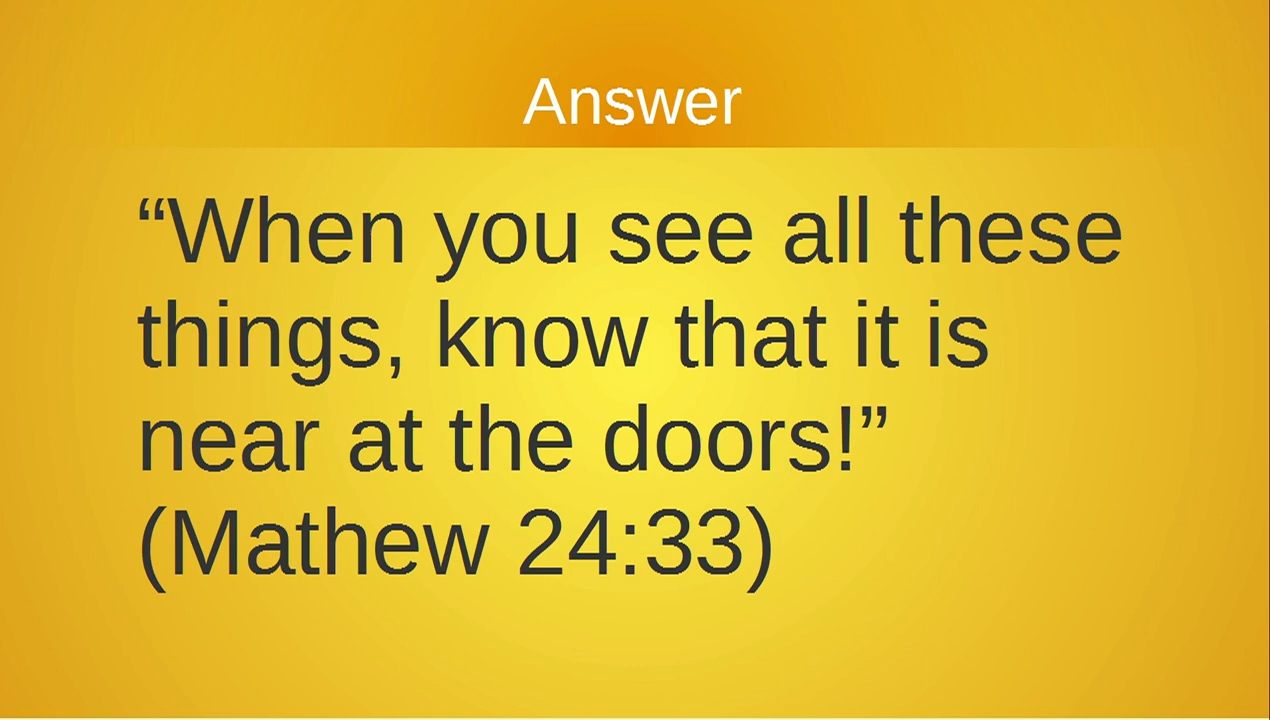 Answer
“When you see all these
things, know that it is
near at the doors!”
(Mathew 24:33)